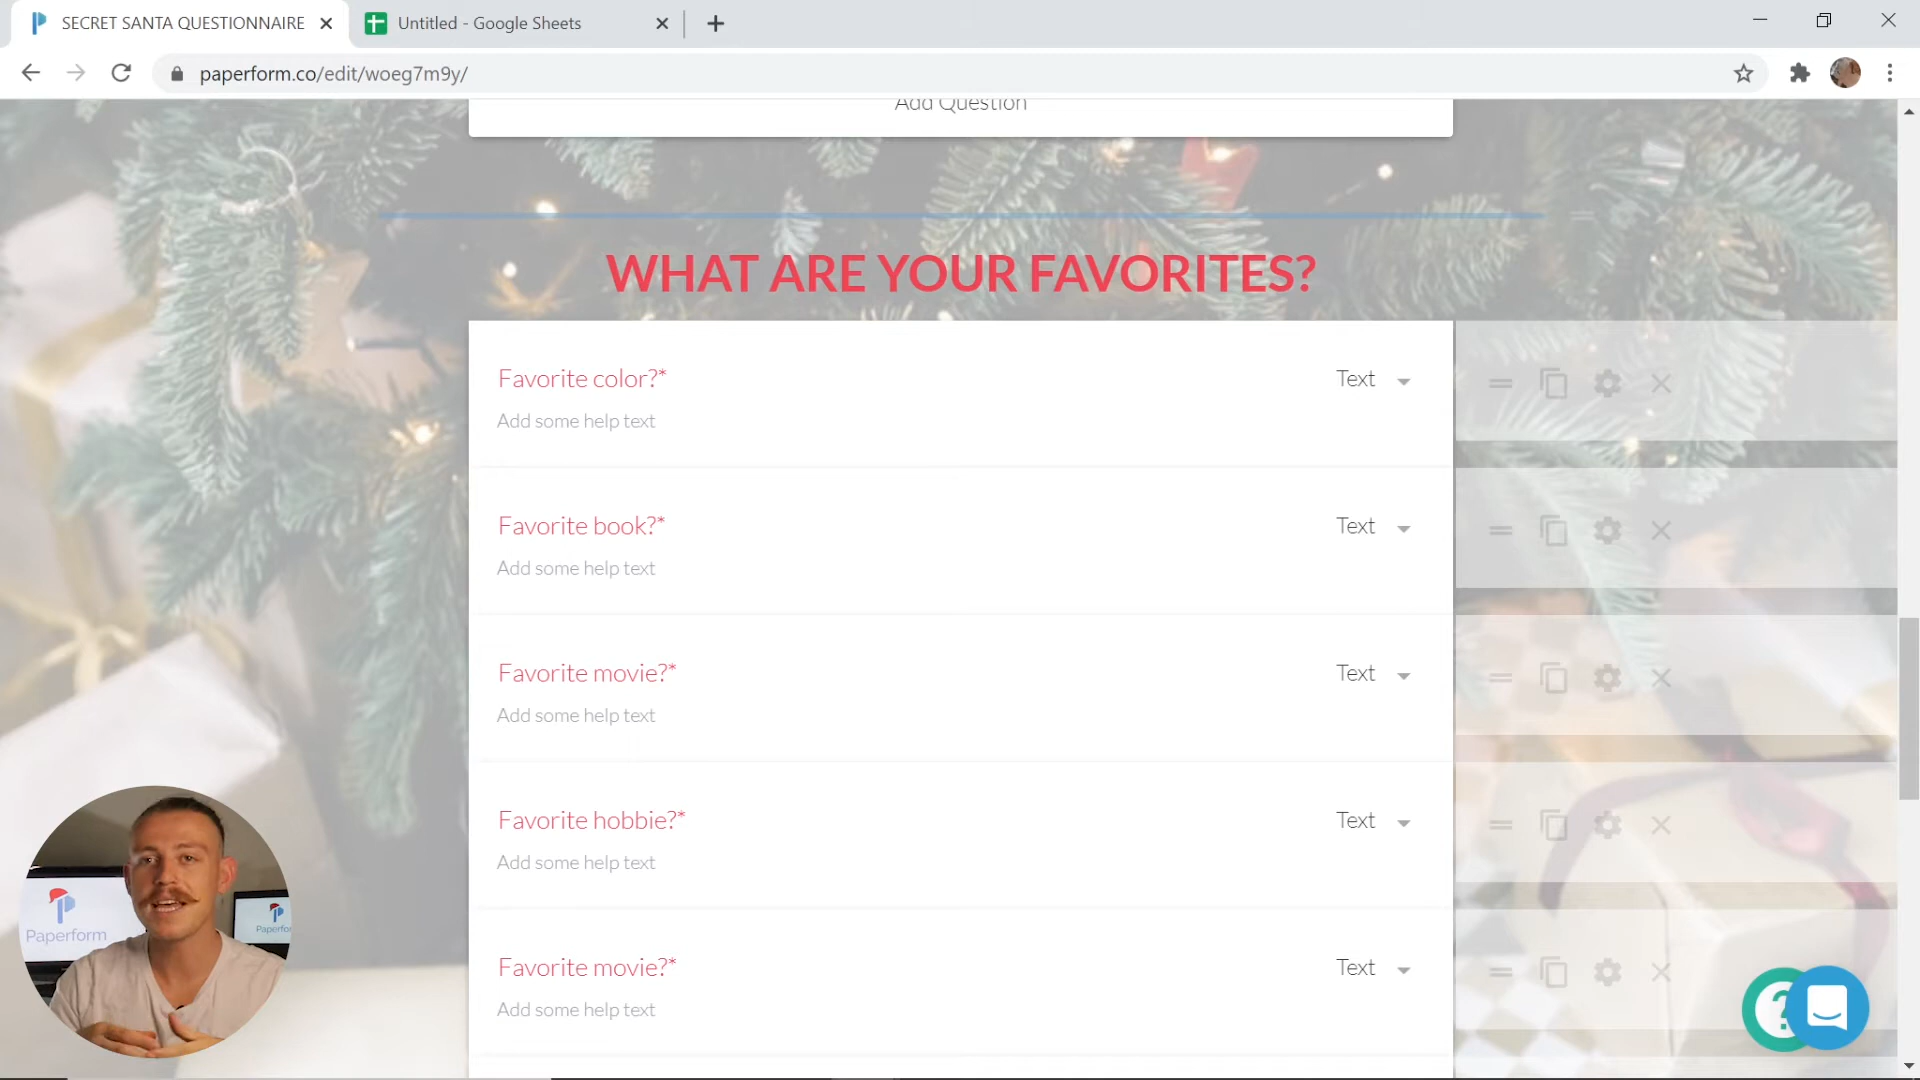 SECRET SANTA QUESTIONNAIRE
Untitled - Google Sheets
paperform.co/edit/woeg7m9y/
Add Question
WHAT ARE YOUR FAVORITES?
Favorite color?*
Text
Add some help text
Favorite book?*
Text
Add some help text
Favorite movie?*
Text
Add some help text
Favorite hobbie?*
Text
Add some help text
Favorite movie?*
Text
Add some help text
Paperform
Paperfo
?